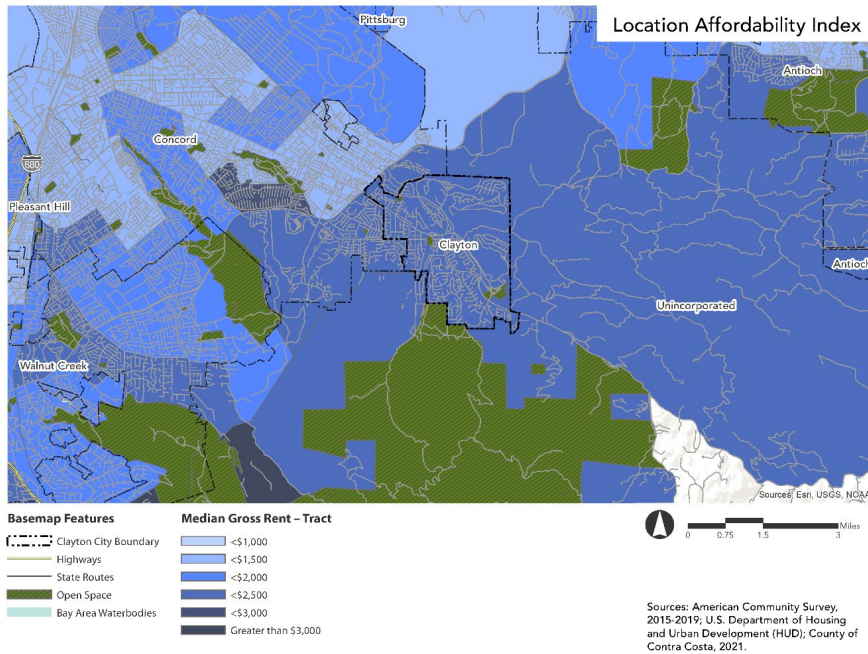 Location Affordability Index
Pittsburg
Antioch
Concord
680
Pleasant Hill
Clayton
Antioch
Unincorporated
Walnut Creek
Sources: Esri, USGS, NOAA
Basemap Features
Clayton City Boundary
Highways
State Routes
Open Space
Bay Area Waterbodies
Median Gross Rent – Tract
<$1,000
<$1,500
<$2,000
<$2,500
<$3,000
Greater than $3,000
Miles
0 0.75 1.5 3
Sources: American Community Survey,
2015-2019; U.S. Department of Housing
and Urban Development (HUD); County of
Contra Costa, 2021.